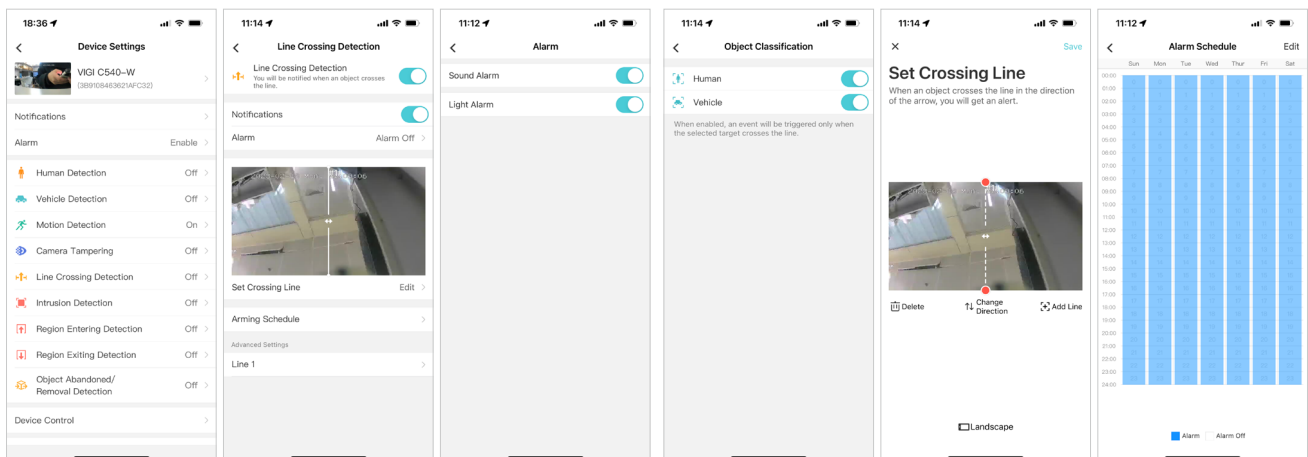 18:36
Device Settings
VIGI C540-W
(3B9108463621AFC32)
Notifications
Alarm
Enable
Human Detection
Off
Vehicle Detection
Off
Motion Detection
On
Camera Tampering
Off
Line Crossing Detection
Off
Intrusion Detection
Off
Region Entering Detection
Off
Region Exiting Detection
Off
Object Abandoned/
Removal Detection
Off
Device Control
11:14
Line Crossing Detection
Line Crossing Detection
You will be notified when an object crosses
the line.
Notifications
Alarm
Alarm Off
Set Crossing Line
Edit
Arming Schedule
Advanced Settings
Line 1
11:12
Alarm
Sound Alarm
Light Alarm
11:14
Object Classification
Human
Vehicle
When enabled, an event will be triggered only when
the selected target crosses the line.
11:14
Save
Set Crossing Line
When an object crosses the line in the direction
of the arrow, you will get an alert.
Delete
Change
Direction
Add Line
Landscape
11:12
Alarm Schedule
Edit
Sun Mon Tue Wed Thur Fri Sat
00:00
01:00
02:00
03:00
04:00
05:00
06:00
07:00
08:00
09:00
10:00
11:00
12:00
13:00
14:00
15:00
16:00
17:00
18:00
19:00
20:00
21:00
22:00
23:00
24:00
Alarm
Alarm Off